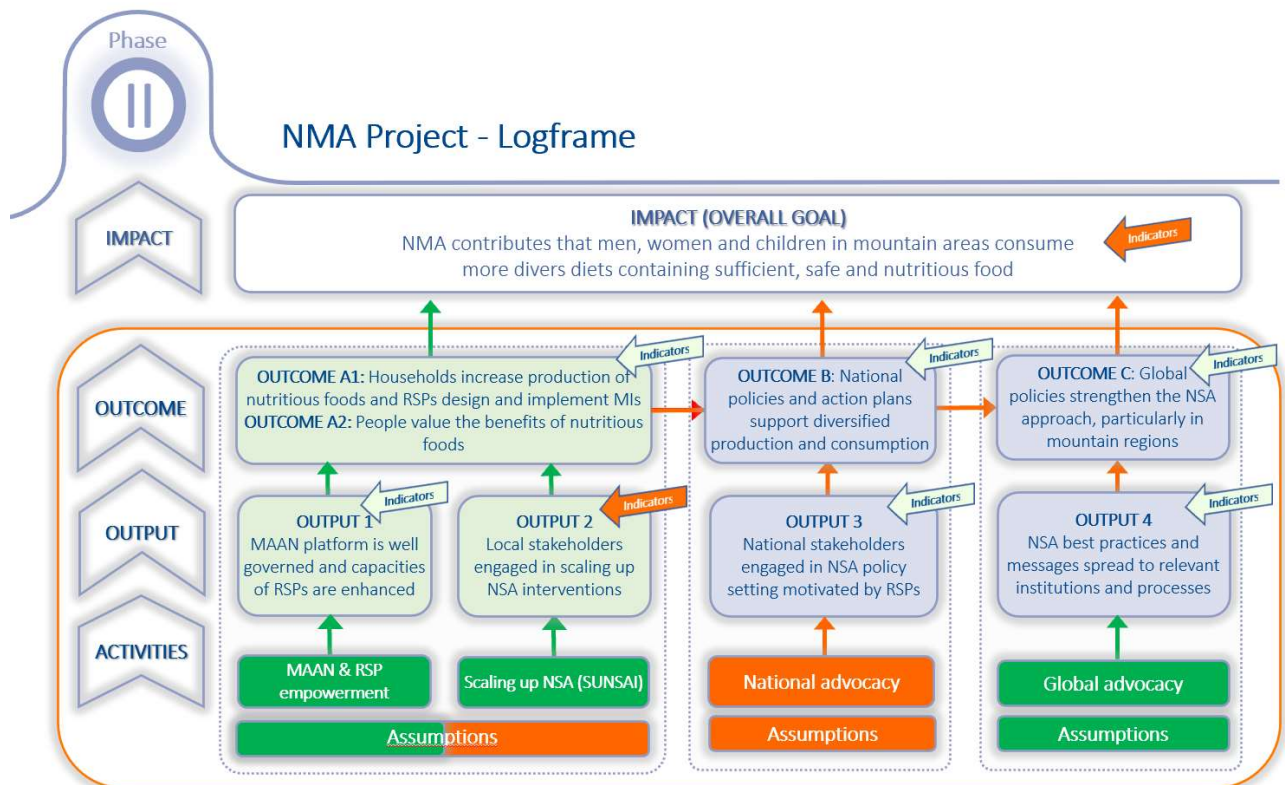 Phase
II
NMA Project - Logframe
IMPACT
IMPACT (OVERALL GOAL)
NMA contributes that men, women and children in mountain areas consume
more divers diets containing sufficient, safe and nutritious food
Indicators
OUTCOME
OUTCOME A1: Households increase production of
nutritious foods and RSPs design and implement MIs
OUTCOME A2: People value the benefits of nutritious
foods
Indicators
OUTCOME B: National
policies and action plans
support diversified
production and consumption
Indicators
OUTCOME C: Global
policies strengthen the NSA
approach, particularly in
mountain regions
Indicators
OUTPUT
OUTPUT 1
MAAN platform is well
governed and capacities
of RSPs are enhanced
Indicators
OUTPUT 2
Local stakeholders
engaged in scaling up
NSA interventions
Indicators
OUTPUT 3
National stakeholders
engaged in NSA policy
setting motivated by RSPs
Indicators
OUTPUT 4
NSA best practices and
messages spread to relevant
institutions and processes
Indicators
ACTIVITIES
MAAN & RSP
empowerment
Scaling up NSA (SUNSAI)
National advocacy
Global advocacy
Assumptions
Assumptions
Assumptions